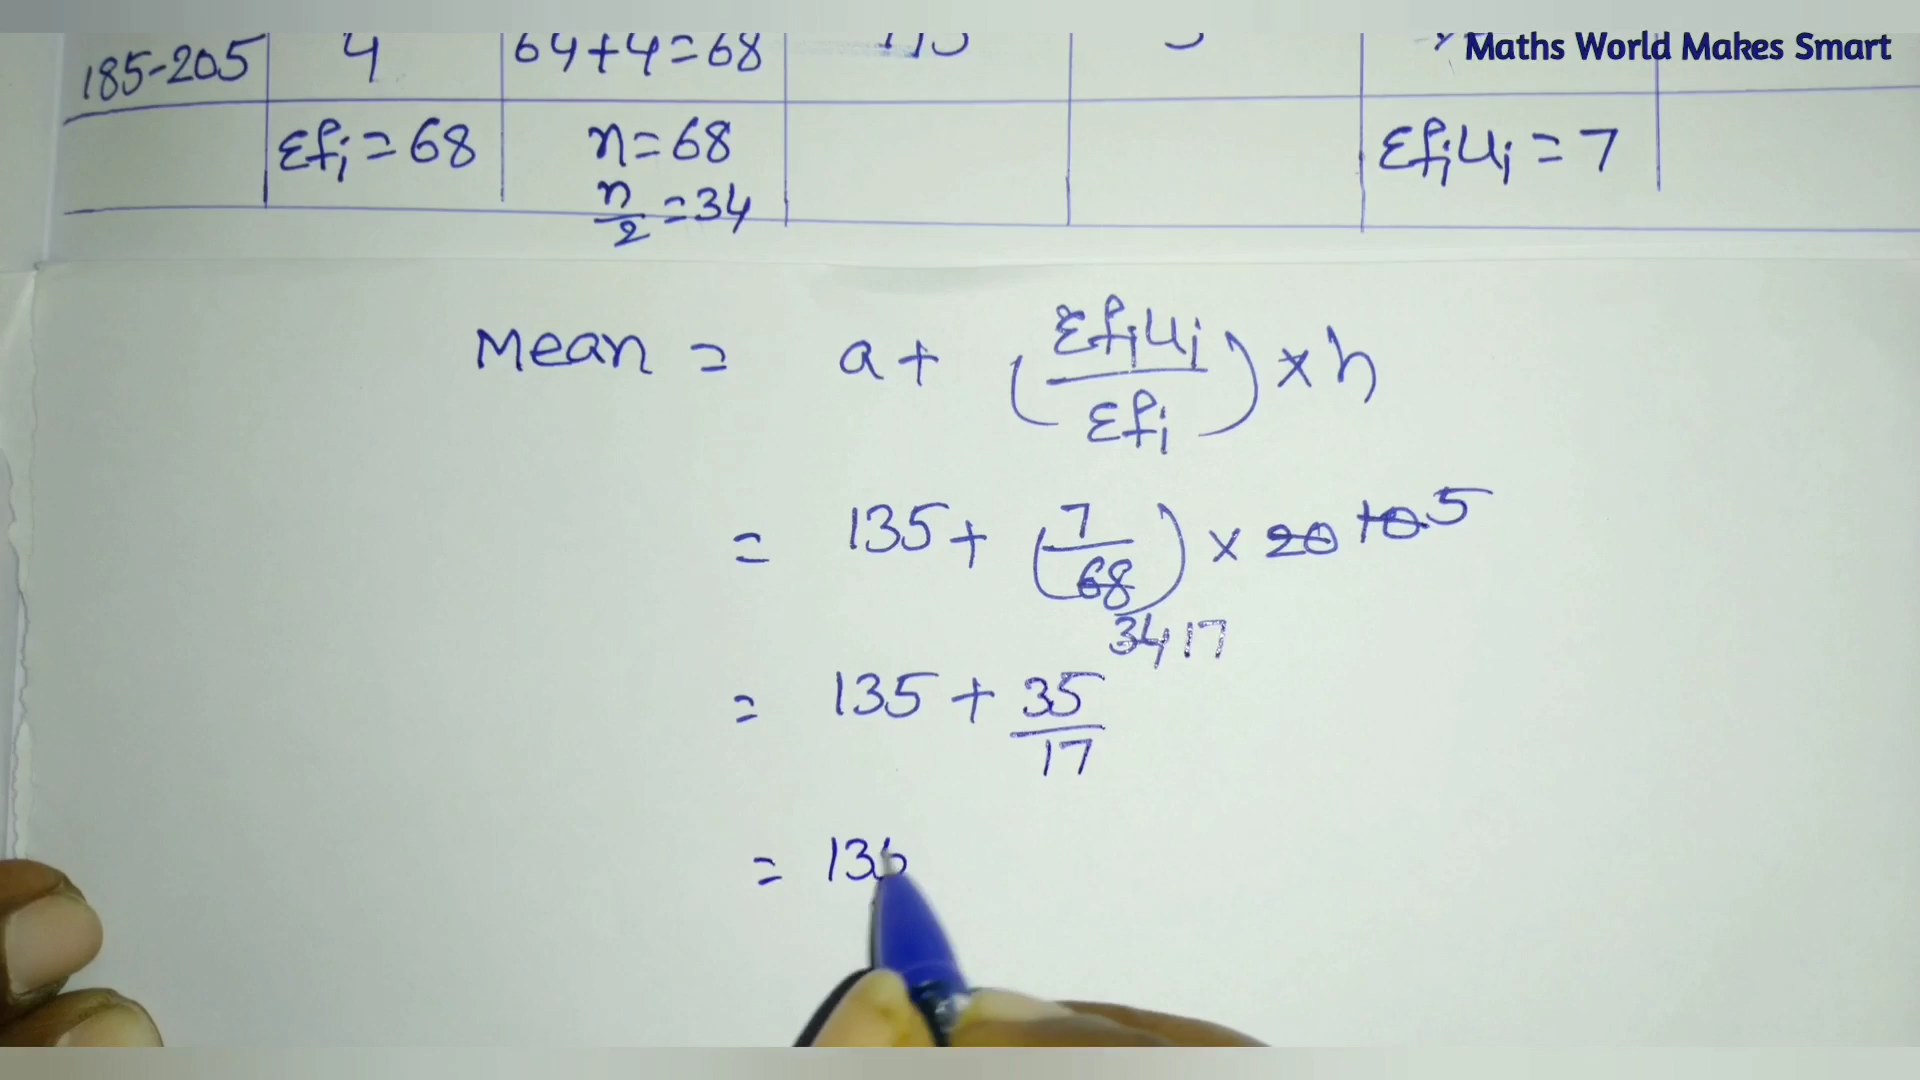 Maths World Makes Smart
185-205 4 64+4=68
Σfᵢ = 68 n=68 Σfᵢuᵢ = 7
n/2 = 34
Mean = a + (Σfᵢuᵢ/Σfᵢ) × h
= 135 + (7/68) × 20 10 5
34 17
= 135 + 35/17
= 135